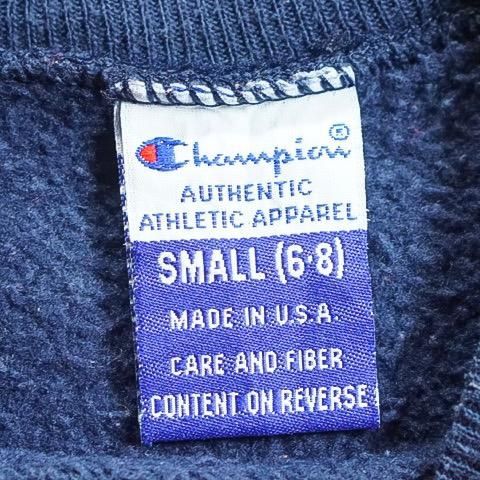 Champion®
AUTHENTIC
ATHLETIC APPAREL
SMALL (6·8)
MADE IN U.S.A.
CARE AND FIBER
CONTENT ON REVERSE